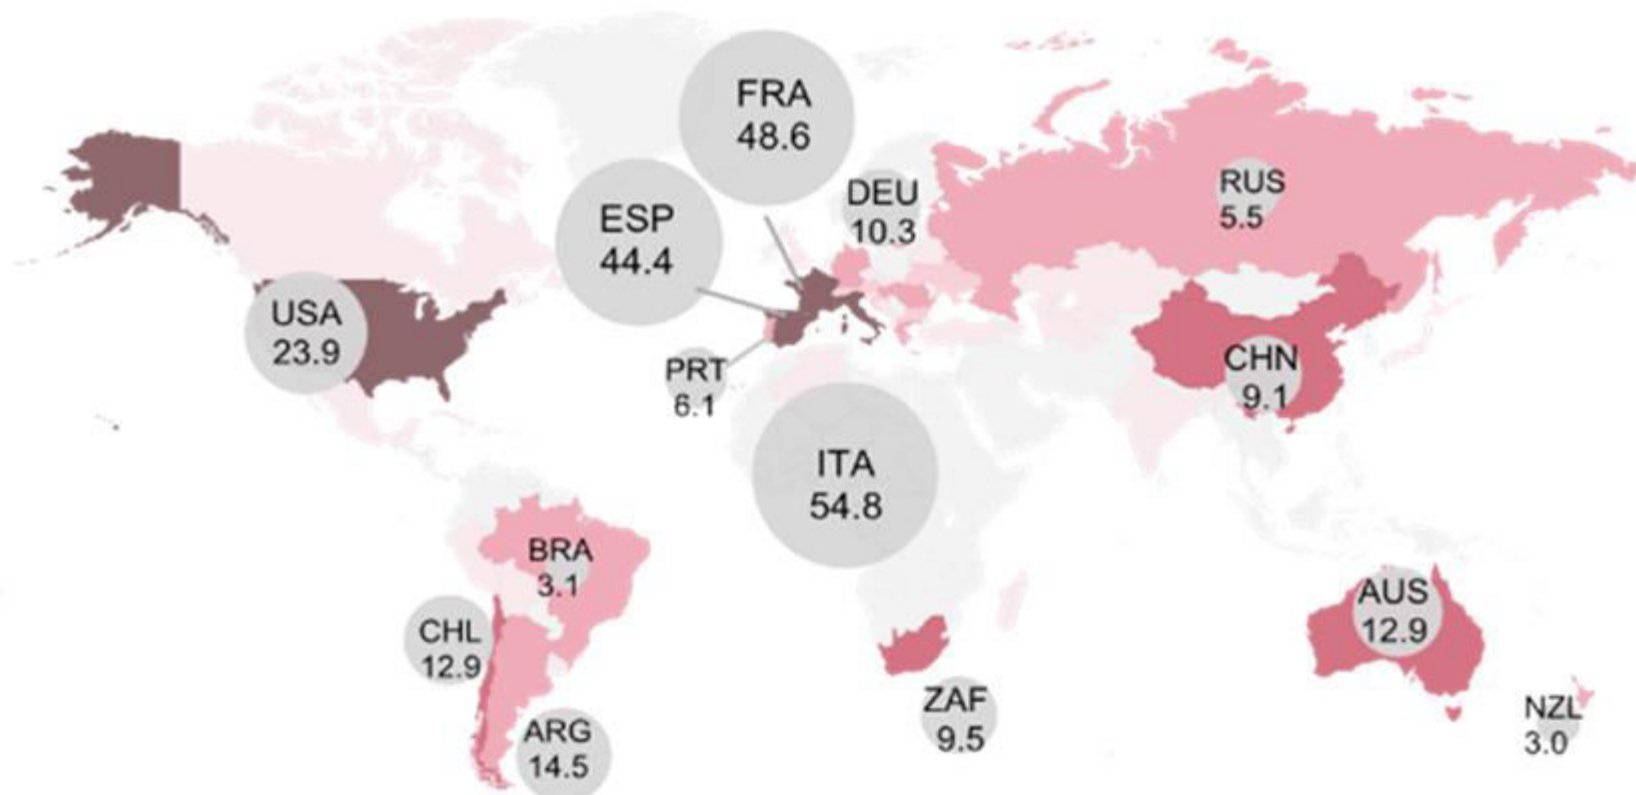 FRA
48.6
ESP
44.4
DEU
10.3
RUS
5.5
USA
23.9
PRT
6.1
CHN
9.1
ITA
54.8
BRA
3.1
CHL
12.9
AUS
12.9
ARG
14.5
ZAF
9.5
NZL
3.0